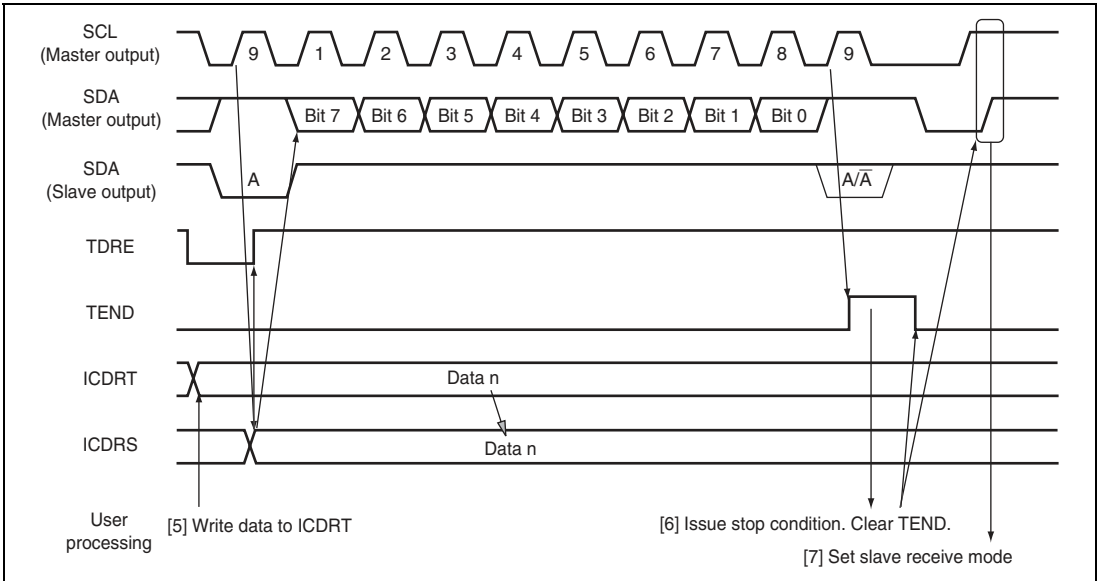 SCL
(Master output)
9 1 2 3 4 5 6 7 8 9
SDA
(Master output)
Bit 7 Bit 6 Bit 5 Bit 4 Bit 3 Bit 2 Bit 1 Bit 0
SDA
(Slave output)
A A/A̅
TDRE
TEND
ICDRT
Data n
ICDRS
Data n
User
processing
[5] Write data to ICDRT
[6] Issue stop condition. Clear TEND.
[7] Set slave receive mode